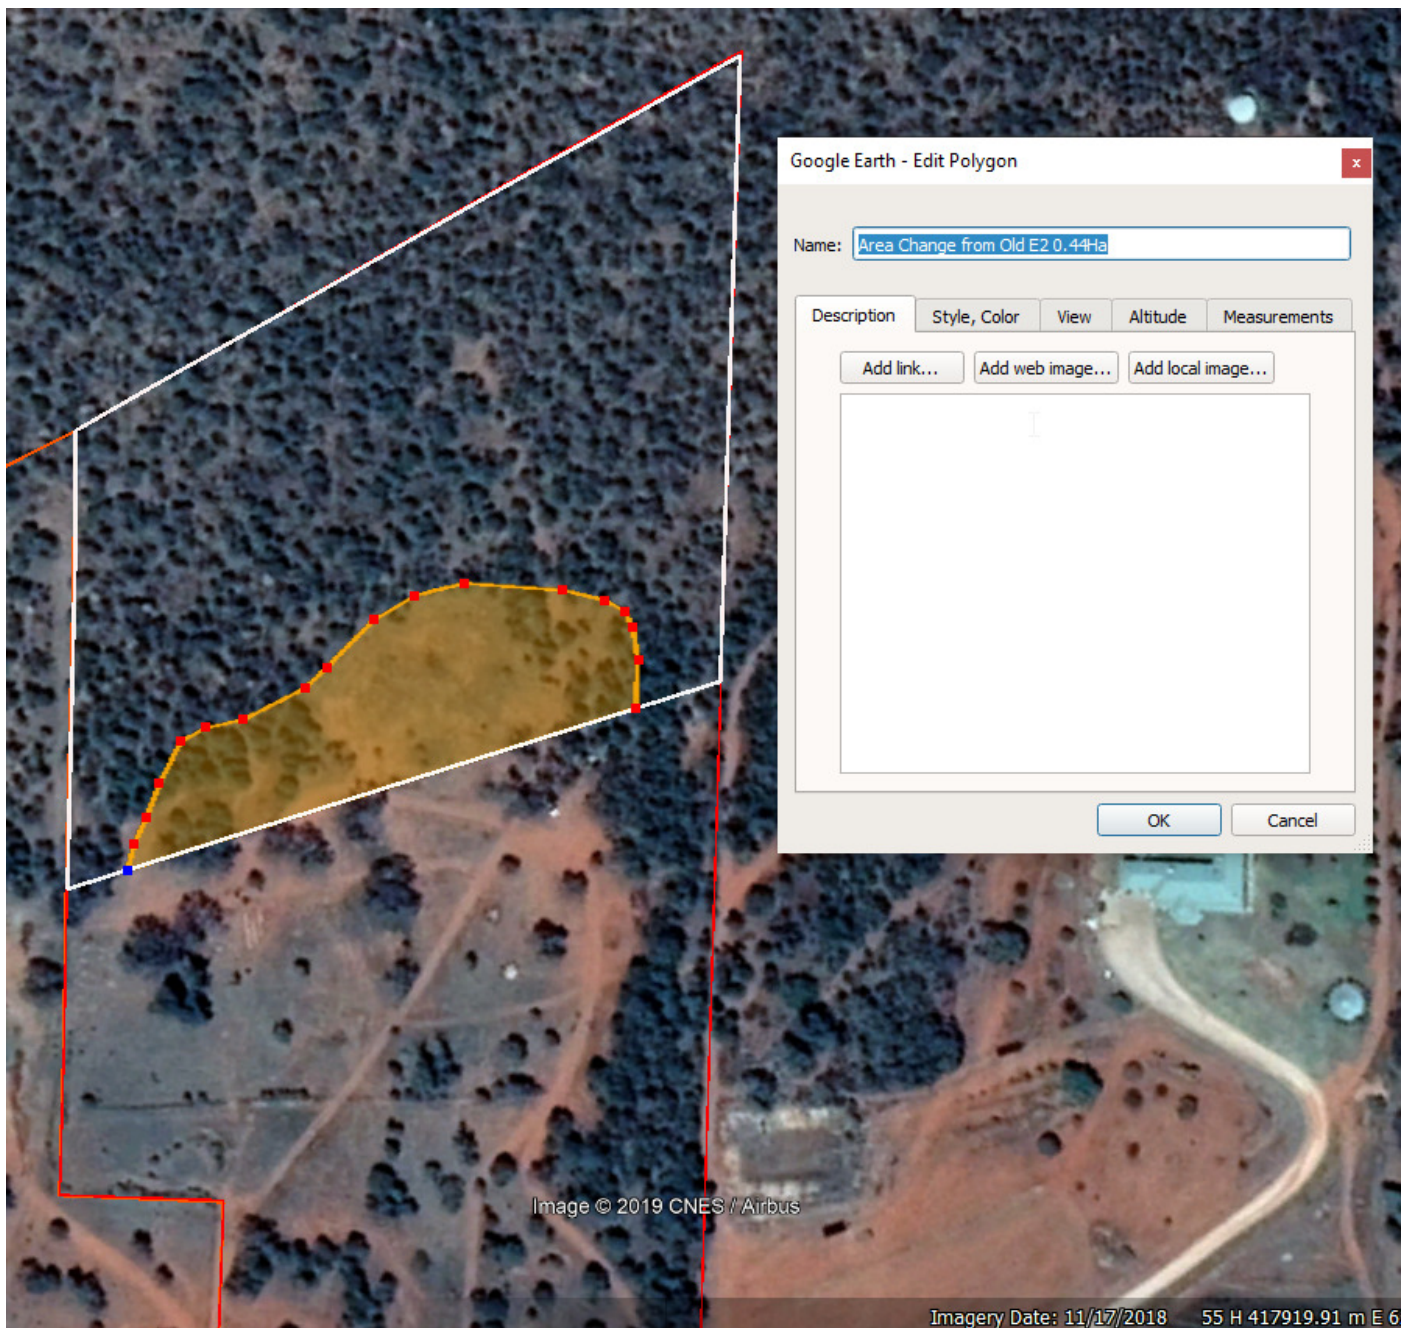 Google Earth - Edit Polygon
x
Name: Area Change from Old E2 0.44Ha
Description Style, Color View Altitude Measurements
Add link... Add web image... Add local image...
OK Cancel
Image © 2019 CNES / Airbus
Imagery Date: 11/17/2018 55 H 417919.91 m E 6